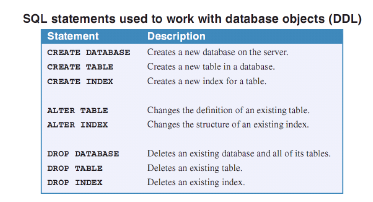 SQL statements used to work with database objects (DDL)
Statement Description
CREATE DATABASE Creates a new database on the server.
CREATE TABLE Creates a new table in a database.
CREATE INDEX Creates a new index for a table.
ALTER TABLE Changes the definition of an existing table.
ALTER INDEX Changes the structure of an existing index.
DROP DATABASE Deletes an existing database and all of its tables.
DROP TABLE Deletes an existing table.
DROP INDEX Deletes an existing index.